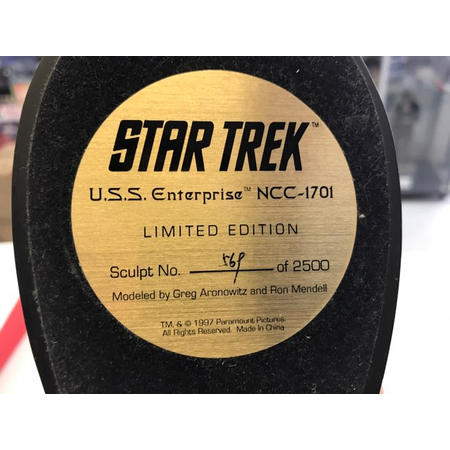 STAR TREK™
U.S.S. Enterprise™ NCC-1701
LIMITED EDITION
Sculpt No. 569 of 2500
Modeled by Greg Aronowitz and Ron Mendell
TM, & © 1997 Paramount Pictures.
All Rights Reserved. Made In China